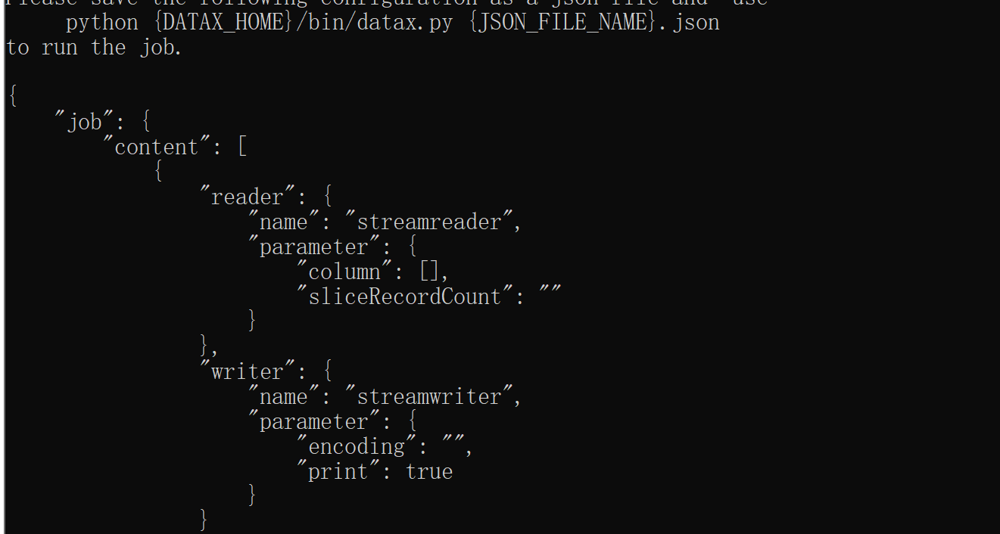 Please save the following configuration as a json file and  use
     python {DATAX_HOME}/bin/datax.py {JSON_FILE_NAME}.json
to run the job.
{
    "job": {
        "content": [
            {
                "reader": {
                    "name": "streamreader",
                    "parameter": {
                        "column": [],
                        "sliceRecordCount": ""
                    }
                },
                "writer": {
                    "name": "streamwriter",
                    "parameter": {
                        "encoding": "",
                        "print": true
                    }
                }